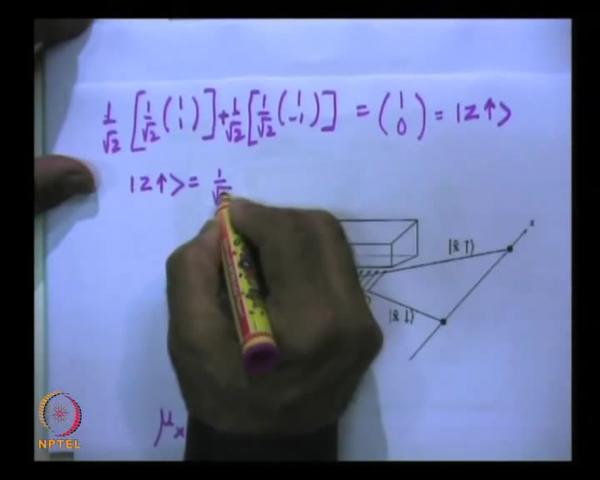 1/√2 [1/√2 (1 1)] + 1/√2 [1/√2 (1 -1)] = (1 0) = |Z↑>
|Z↑> = 1/√2
|x̂ ↑⟩
x
|x̂ ↓⟩
μx
NPTEL